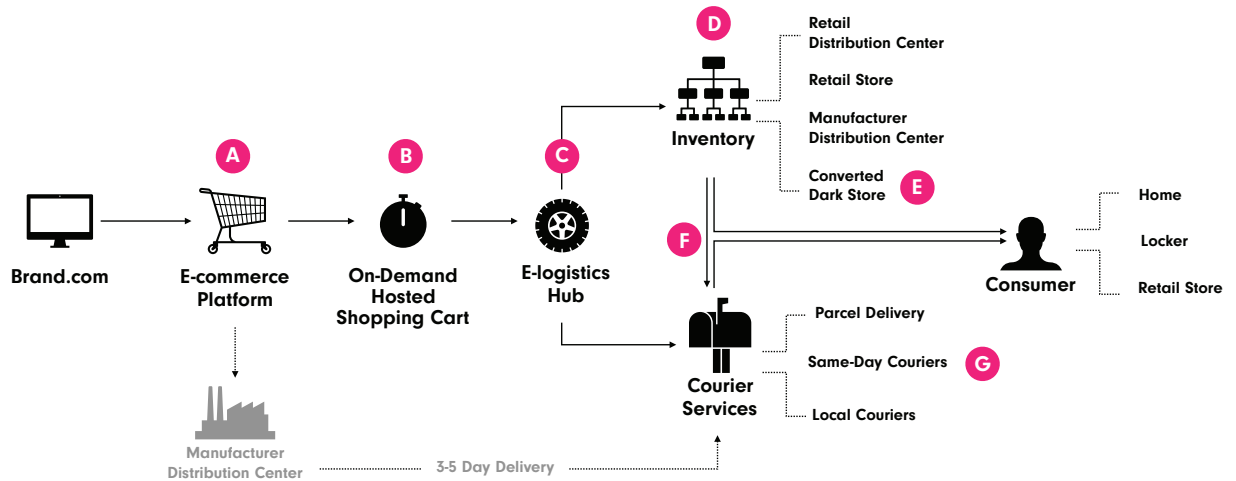 D
Retail
Distribution Center
Retail Store
Manufacturer
Distribution Center
Converted
Dark Store
E
Inventory
A
B
C
F
Brand.com
E-commerce
Platform
On-Demand
Hosted
Shopping Cart
E-logistics
Hub
Home
Locker
Retail Store
Consumer
Parcel Delivery
Same-Day Couriers
G
Local Couriers
Courier
Services
Manufacturer
Distribution Center
3-5 Day Delivery